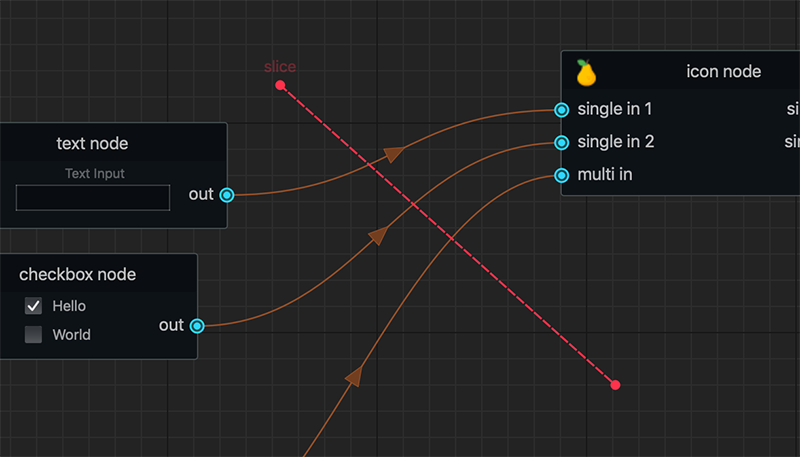 slice
icon node
single in 1
si
single in 2
sin
multi in
text node
Text Input
out
checkbox node
Hello
World
out